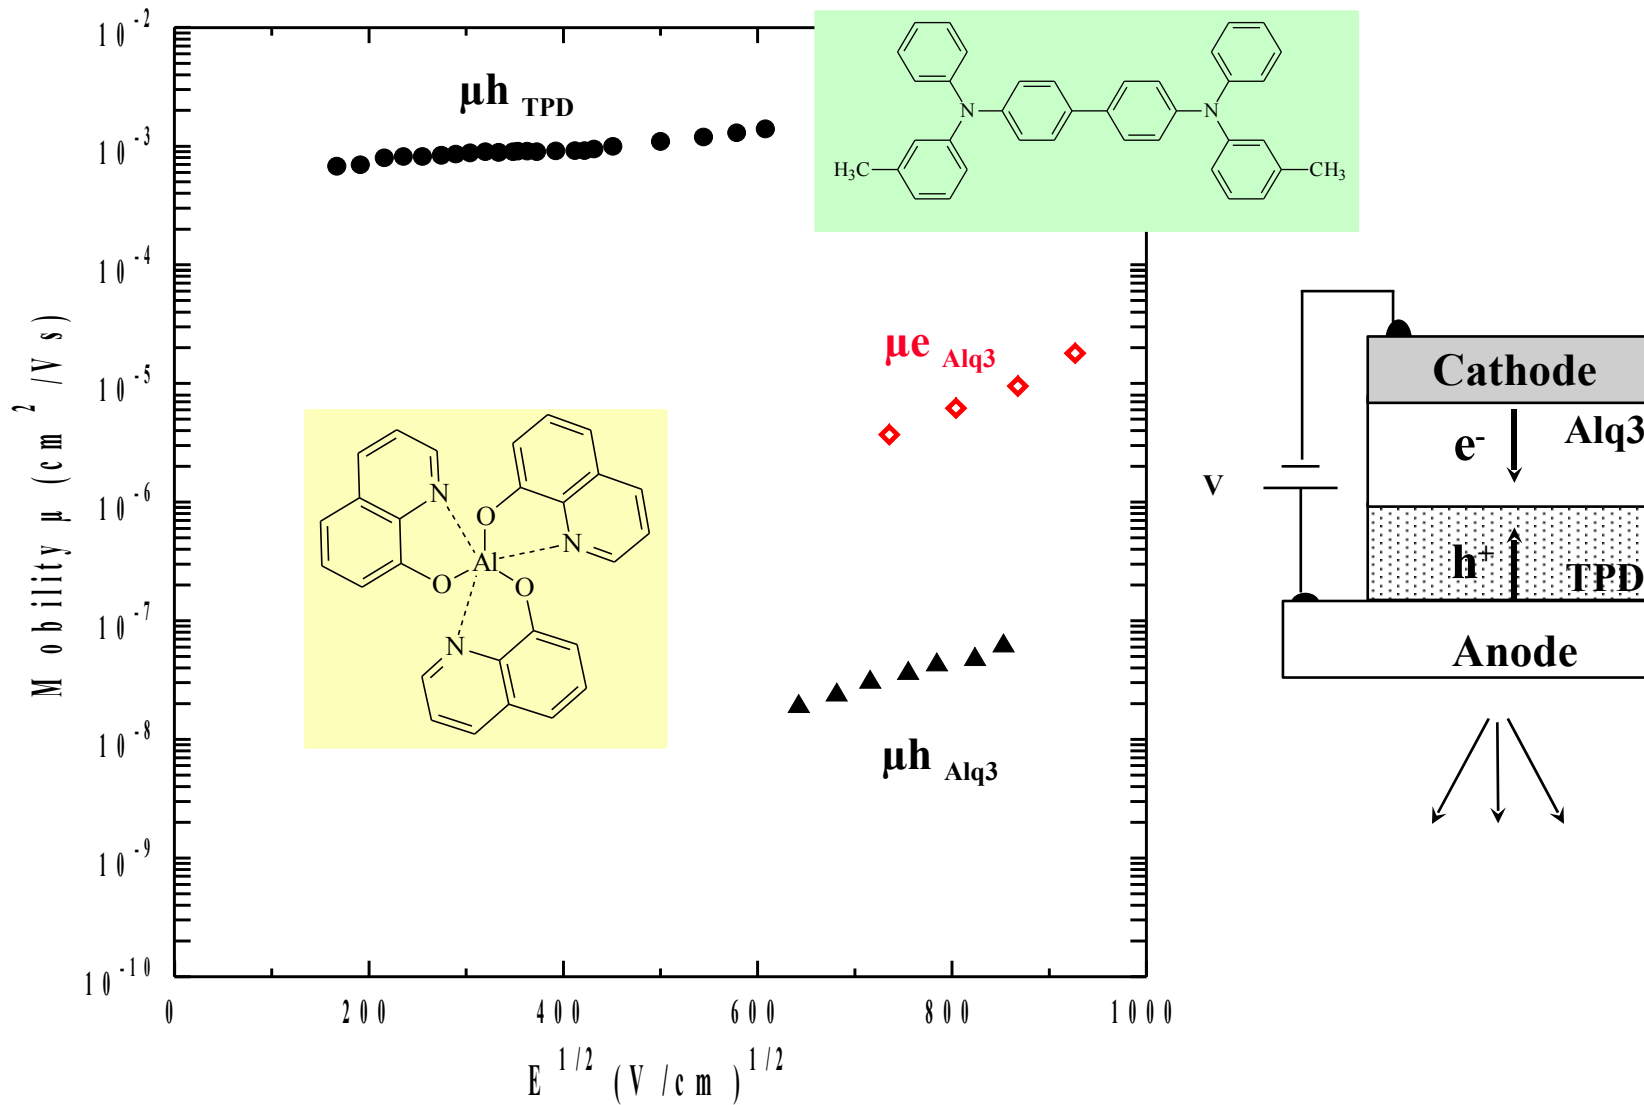 10⁻²
10⁻³
10⁻⁴
10⁻⁵
10⁻⁶
10⁻⁷
10⁻⁸
10⁻⁹
10⁻¹⁰
Mobility µ (cm²/Vs)
0 200 400 600 800 1000
E^1/2 (V/cm)^1/2
µh TPD
µe Alq3
µh Alq3
N N
H₃C CH₃
N
O
N
Al
O
O
N
V
Cathode
Alq3
e⁻
h⁺
TPD
Anode